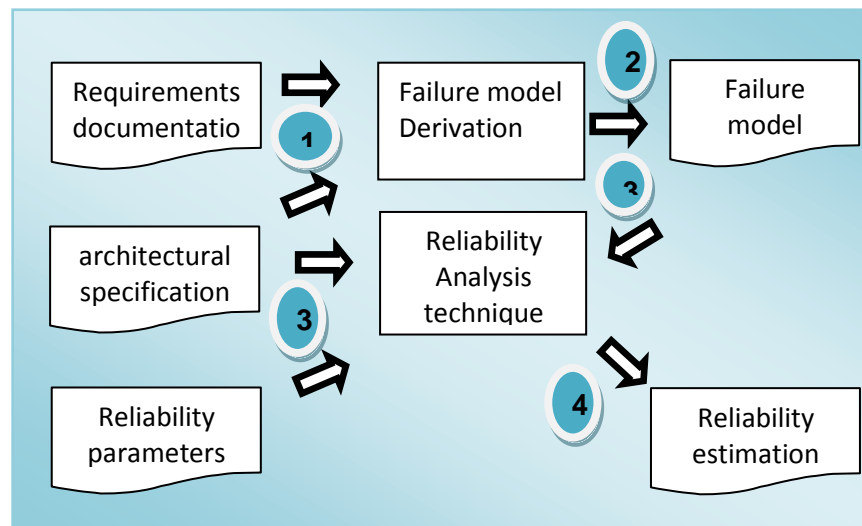 Requirements
documentatio
1
Failure model
Derivation
2
Failure
model
3
architectural
specification
3
Reliability
Analysis
technique
Reliability
parameters
4
Reliability
estimation